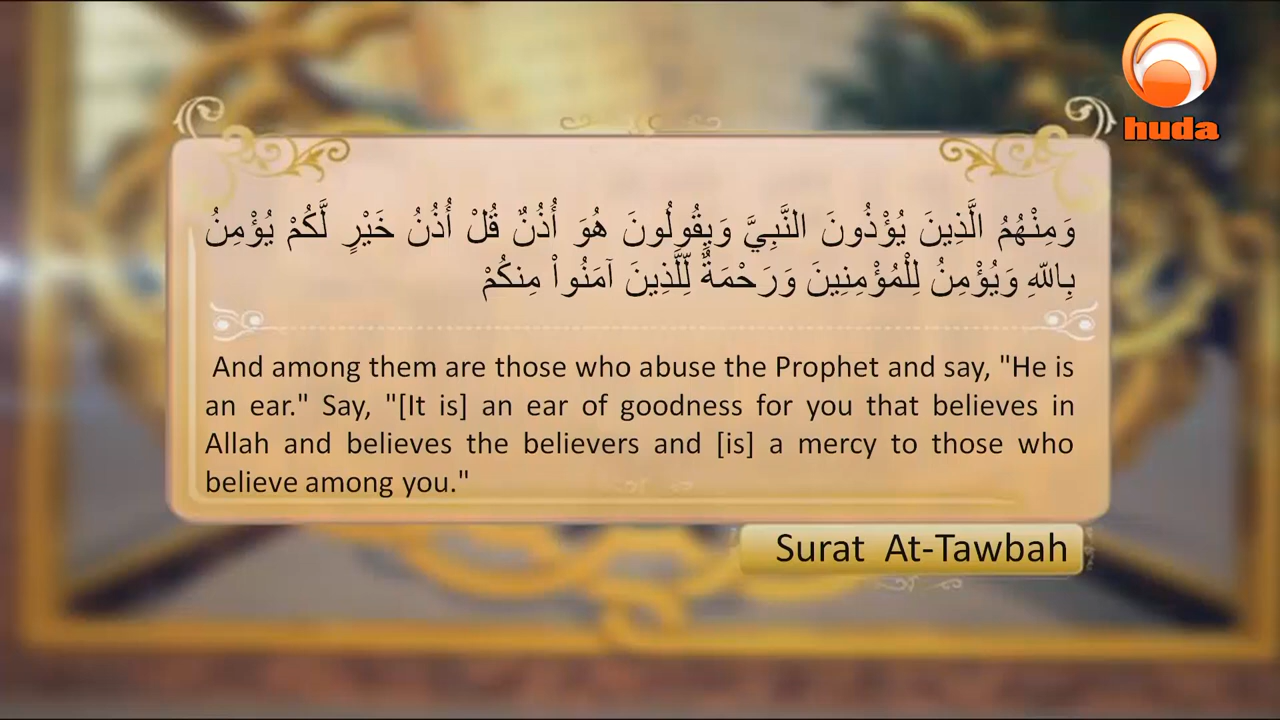 huda
وَمِنْهُمُ الَّذِينَ يُؤْذُونَ النَّبِيَّ وَيِقُولُونَ هُوَ أُذُنٌ قُلْ أُذُنُ خَيْرٍ لَّكُمْ يُؤْمِنُ
بِاللّهِ وَيُؤْمِنُ لِلْمُؤْمِنِينَ وَرَحْمَةٌ لِّلَّذِينَ آمَنُواْ مِنكُمْ
And among them are those who abuse the Prophet and say, "He is
an ear." Say, "[It is] an ear of goodness for you that believes in
Allah and believes the believers and [is] a mercy to those who
believe among you."
Surat At-Tawbah